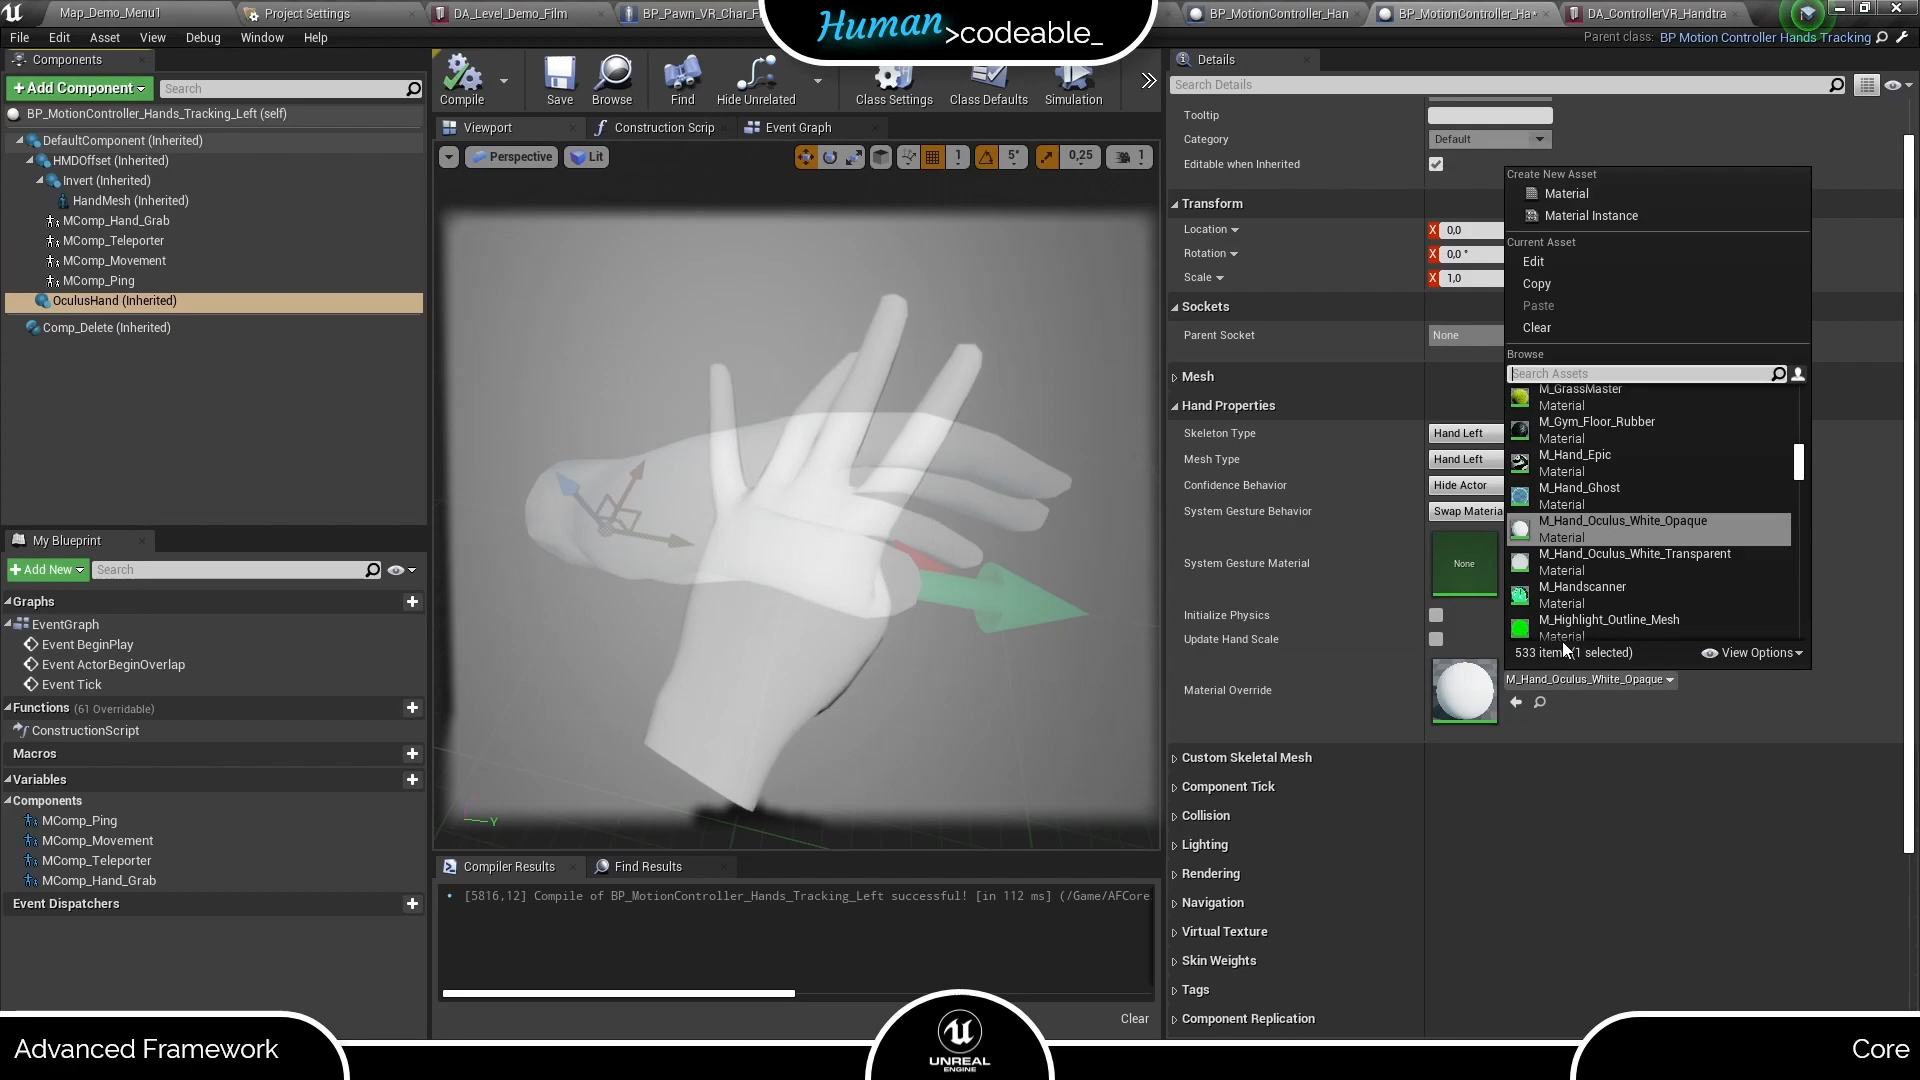 Map_Demo_Menu1
Project Settings
DA_Level_Demo_Film
BP_Pawn_VR_Char_F
BP_MotionController_Han
BP_MotionController_Ha*
DA_ControllerVR_Handtra
Human >codeable_
File Edit Asset View Debug Window Help
Parent class: BP Motion Controller Hands Tracking
Components
+Add Component
Search
BP_MotionController_Hands_Tracking_Left (self)
DefaultComponent (Inherited)
HMDOffset (Inherited)
Invert (Inherited)
HandMesh (Inherited)
MComp_Hand_Grab
MComp_Teleporter
MComp_Movement
MComp_Ping
OculusHand (Inherited)
Comp_Delete (Inherited)
My Blueprint
+Add New
Search
Graphs
EventGraph
Event BeginPlay
Event ActorBeginOverlap
Event Tick
Functions (61 Overridable)
ConstructionScript
Macros
Variables
Components
MComp_Ping
MComp_Movement
MComp_Teleporter
MComp_Hand_Grab
Event Dispatchers
Compile
Save
Browse
Find
Hide Unrelated
Class Settings
Class Defaults
Simulation
Viewport
Construction Scrip
Event Graph
Perspective
Lit
1
5°
0,25
1
Y
Compiler Results
Find Results
[5816,12] Compile of BP_MotionController_Hands_Tracking_Left successful! [in 112 ms] (/Game/AFCore
Clear
Details
Search Details
Tooltip
Category Default
Editable when Inherited
Transform
Location X 0,0
Rotation X 0,0 °
Scale X 1,0
Sockets
Parent Socket None
Mesh
Hand Properties
Skeleton Type Hand Left
Mesh Type Hand Left
Confidence Behavior Hide Actor
System Gesture Behavior Swap Materia
System Gesture Material None
Initialize Physics
Update Hand Scale
Material Override
M_Hand_Oculus_White_Opaque
Custom Skeletal Mesh
Component Tick
Collision
Lighting
Rendering
Navigation
Virtual Texture
Skin Weights
Tags
Component Replication
Create New Asset
Material
Material Instance
Current Asset
Edit
Copy
Paste
Clear
Browse
Search Assets
M_GrassMaster
Material
M_Gym_Floor_Rubber
Material
M_Hand_Epic
Material
M_Hand_Ghost
Material
M_Hand_Oculus_White_Opaque
Material
M_Hand_Oculus_White_Transparent
Material
M_Handscanner
Material
M_Highlight_Outline_Mesh
Material
533 item (1 selected)
View Options
Advanced Framework
UNREAL
ENGINE
Core